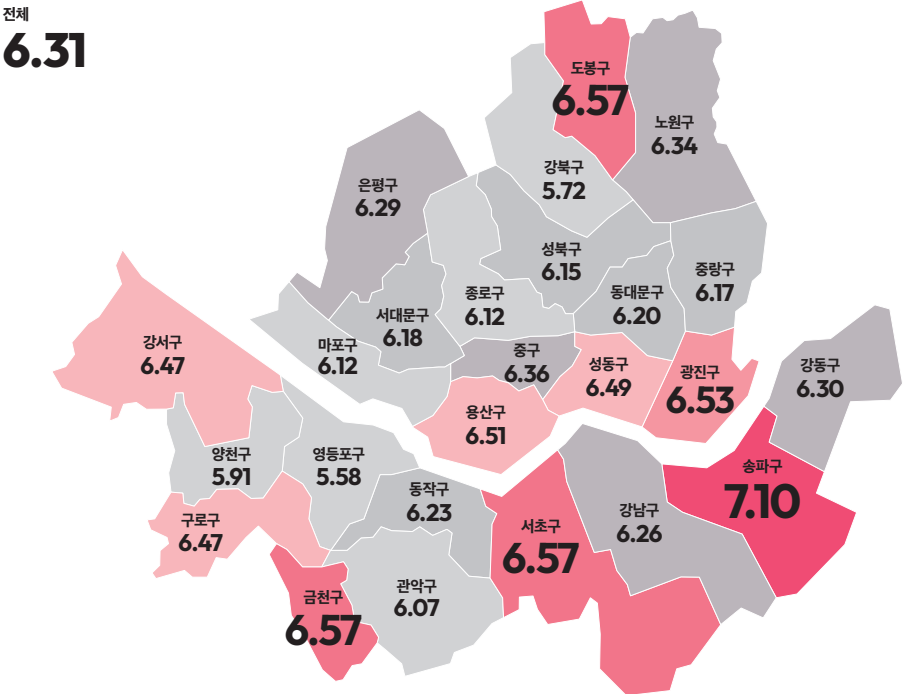 전체
6.31
도봉구
6.57
노원구
6.34
강북구
5.72
은평구
6.29
성북구
6.15
중랑구
6.17
동대문구
6.20
종로구
6.12
서대문구
6.18
마포구
6.12
중구
6.36
성동구
6.49
광진구
6.53
강동구
6.30
강서구
6.47
용산구
6.51
양천구
5.91
영등포구
5.58
송파구
7.10
동작구
6.23
강남구
6.26
서초구
6.57
구로구
6.47
관악구
6.07
금천구
6.57